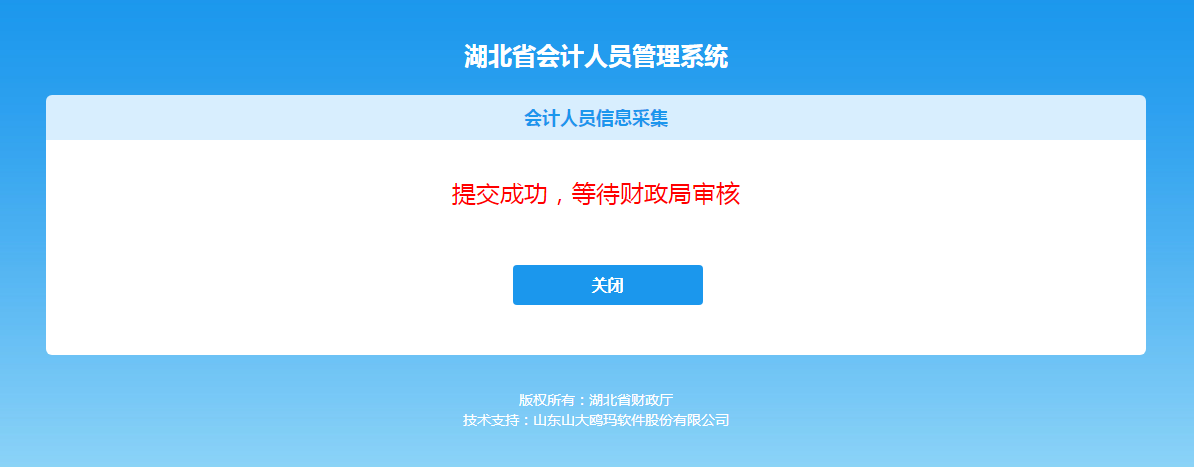 湖北省会计人员管理系统
会计人员信息采集
提交成功，等待财政局审核
关闭
版权所有：湖北省财政厅
技术支持：山东山大鸥玛软件股份有限公司